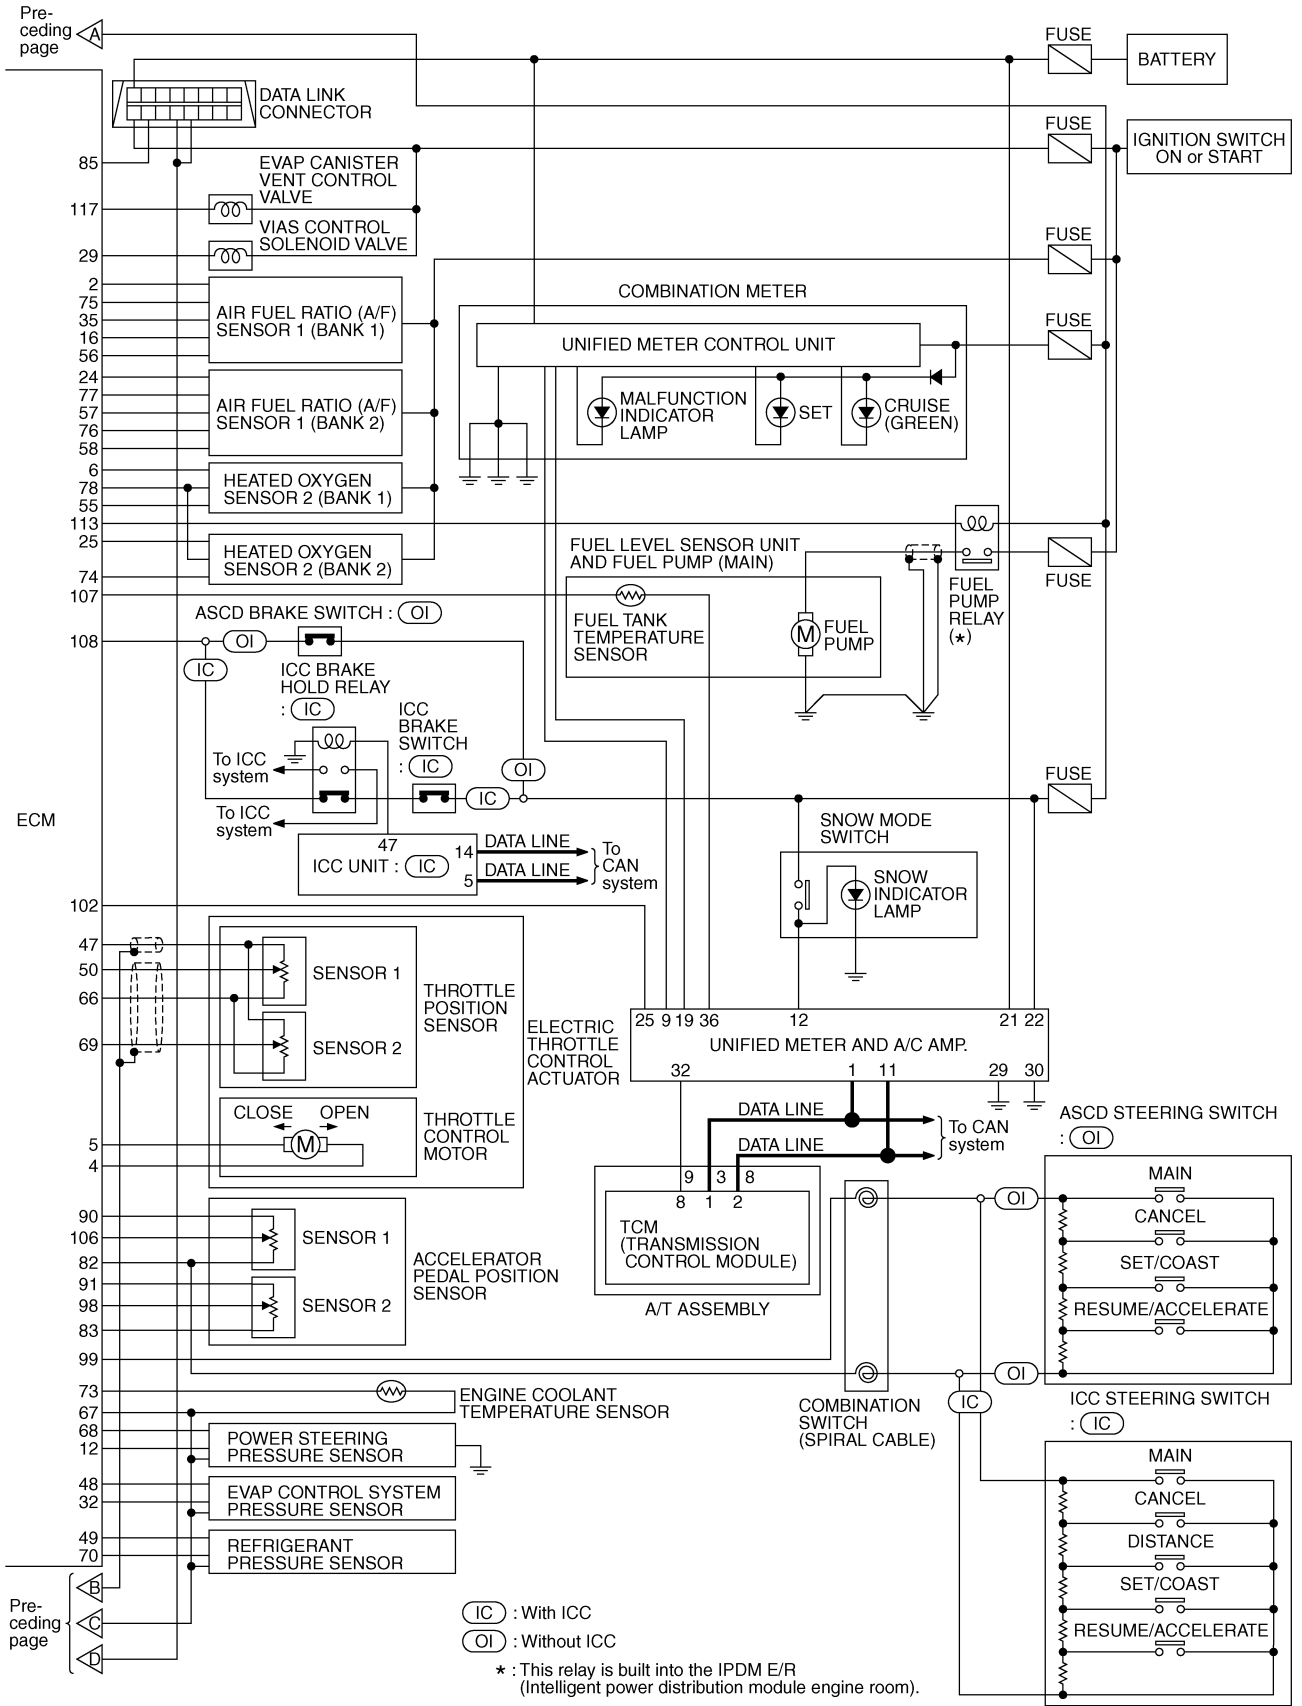 Pre-
ceding
page
A
FUSE
BATTERY
DATA LINK
CONNECTOR
FUSE
IGNITION SWITCH
ON or START
85
EVAP CANISTER
VENT CONTROL
VALVE
117
VIAS CONTROL
SOLENOID VALVE
29
FUSE
2
75
35
16
56
AIR FUEL RATIO (A/F)
SENSOR 1 (BANK 1)
COMBINATION METER
UNIFIED METER CONTROL UNIT
FUSE
24
77
57
76
58
AIR FUEL RATIO (A/F)
SENSOR 1 (BANK 2)
MALFUNCTION
INDICATOR
LAMP
SET
CRUISE
(GREEN)
6
78
55
HEATED OXYGEN
SENSOR 2 (BANK 1)
113
25
74
HEATED OXYGEN
SENSOR 2 (BANK 2)
107
FUEL LEVEL SENSOR UNIT
AND FUEL PUMP (MAIN)
FUEL TANK
TEMPERATURE
SENSOR
M
FUEL
PUMP
FUEL
PUMP
RELAY
(*)
FUSE
ASCD BRAKE SWITCH : OI
108
OI
IC
ICC BRAKE
HOLD RELAY
: IC
ICC
BRAKE
SWITCH
: IC
To ICC
system
To ICC
system
OI
IC
FUSE
ECM
47
ICC UNIT : IC
14
5
DATA LINE
DATA LINE
To
CAN
system
SNOW MODE
SWITCH
SNOW
INDICATOR
LAMP
102
47
50
66
69
SENSOR 1
SENSOR 2
THROTTLE
POSITION
SENSOR
ELECTRIC
THROTTLE
CONTROL
ACTUATOR
CLOSE OPEN
M
THROTTLE
CONTROL
MOTOR
5
4
25 9 19 36 12 21 22
UNIFIED METER AND A/C AMP.
32 1 11 29 30
DATA LINE
DATA LINE
To CAN
system
9 3 8
8 1 2
TCM
(TRANSMISSION
CONTROL MODULE)
A/T ASSEMBLY
ASCD STEERING SWITCH
: OI
OI
MAIN
CANCEL
SET/COAST
RESUME/ACCELERATE
90
106
82
91
98
83
SENSOR 1
SENSOR 2
ACCELERATOR
PEDAL POSITION
SENSOR
99
OI
IC
COMBINATION
SWITCH
(SPIRAL CABLE)
73
67
ENGINE COOLANT
TEMPERATURE SENSOR
68
12
POWER STEERING
PRESSURE SENSOR
48
32
EVAP CONTROL SYSTEM
PRESSURE SENSOR
49
70
REFRIGERANT
PRESSURE SENSOR
ICC STEERING SWITCH
: IC
MAIN
CANCEL
DISTANCE
SET/COAST
RESUME/ACCELERATE
Pre-
ceding
page
B
C
D
IC : With ICC
OI : Without ICC
* : This relay is built into the IPDM E/R
(Intelligent power distribution module engine room).